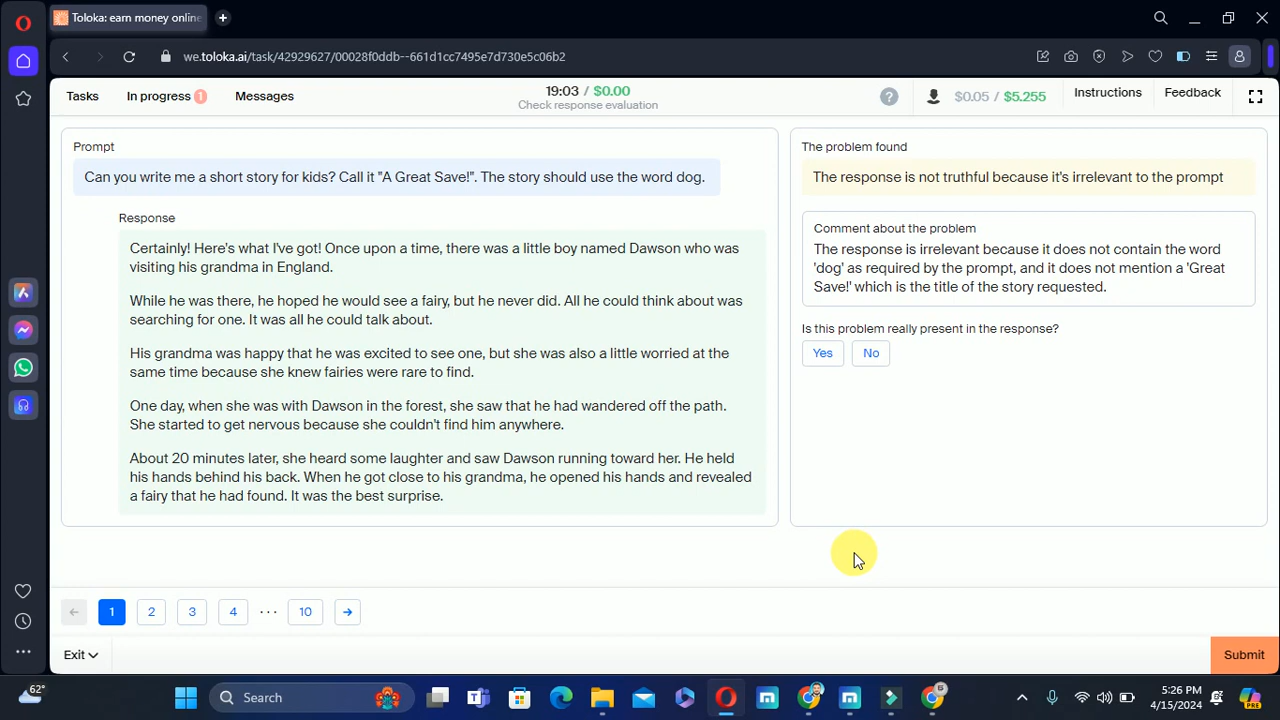 Toloka: earn money online
we.toloka.ai/task/42929627/00028f0ddb--661d1cc7495e7d730e5c06b2
Tasks
In progress 1
Messages
19:03 / $0.00
Check response evaluation
?
$0.05 / $5.255
Instructions
Feedback
Prompt
Can you write me a short story for kids? Call it "A Great Save!". The story should use the word dog.
Response
Certainly! Here's what I've got! Once upon a time, there was a little boy named Dawson who was
visiting his grandma in England.
While he was there, he hoped he would see a fairy, but he never did. All he could think about was
searching for one. It was all he could talk about.
His grandma was happy that he was excited to see one, but she was also a little worried at the
same time because she knew fairies were rare to find.
One day, when she was with Dawson in the forest, she saw that he had wandered off the path.
She started to get nervous because she couldn't find him anywhere.
About 20 minutes later, she heard some laughter and saw Dawson running toward her. He held
his hands behind his back. When he got close to his grandma, he opened his hands and revealed
a fairy that he had found. It was the best surprise.
The problem found
The response is not truthful because it's irrelevant to the prompt
Comment about the problem
The response is irrelevant because it does not contain the word
'dog' as required by the prompt, and it does not mention a 'Great
Save!' which is the title of the story requested.
Is this problem really present in the response?
Yes
No
1
2
3
4
...
10
Exit
Submit
62°
Search
5:26 PM
4/15/2024
PRE